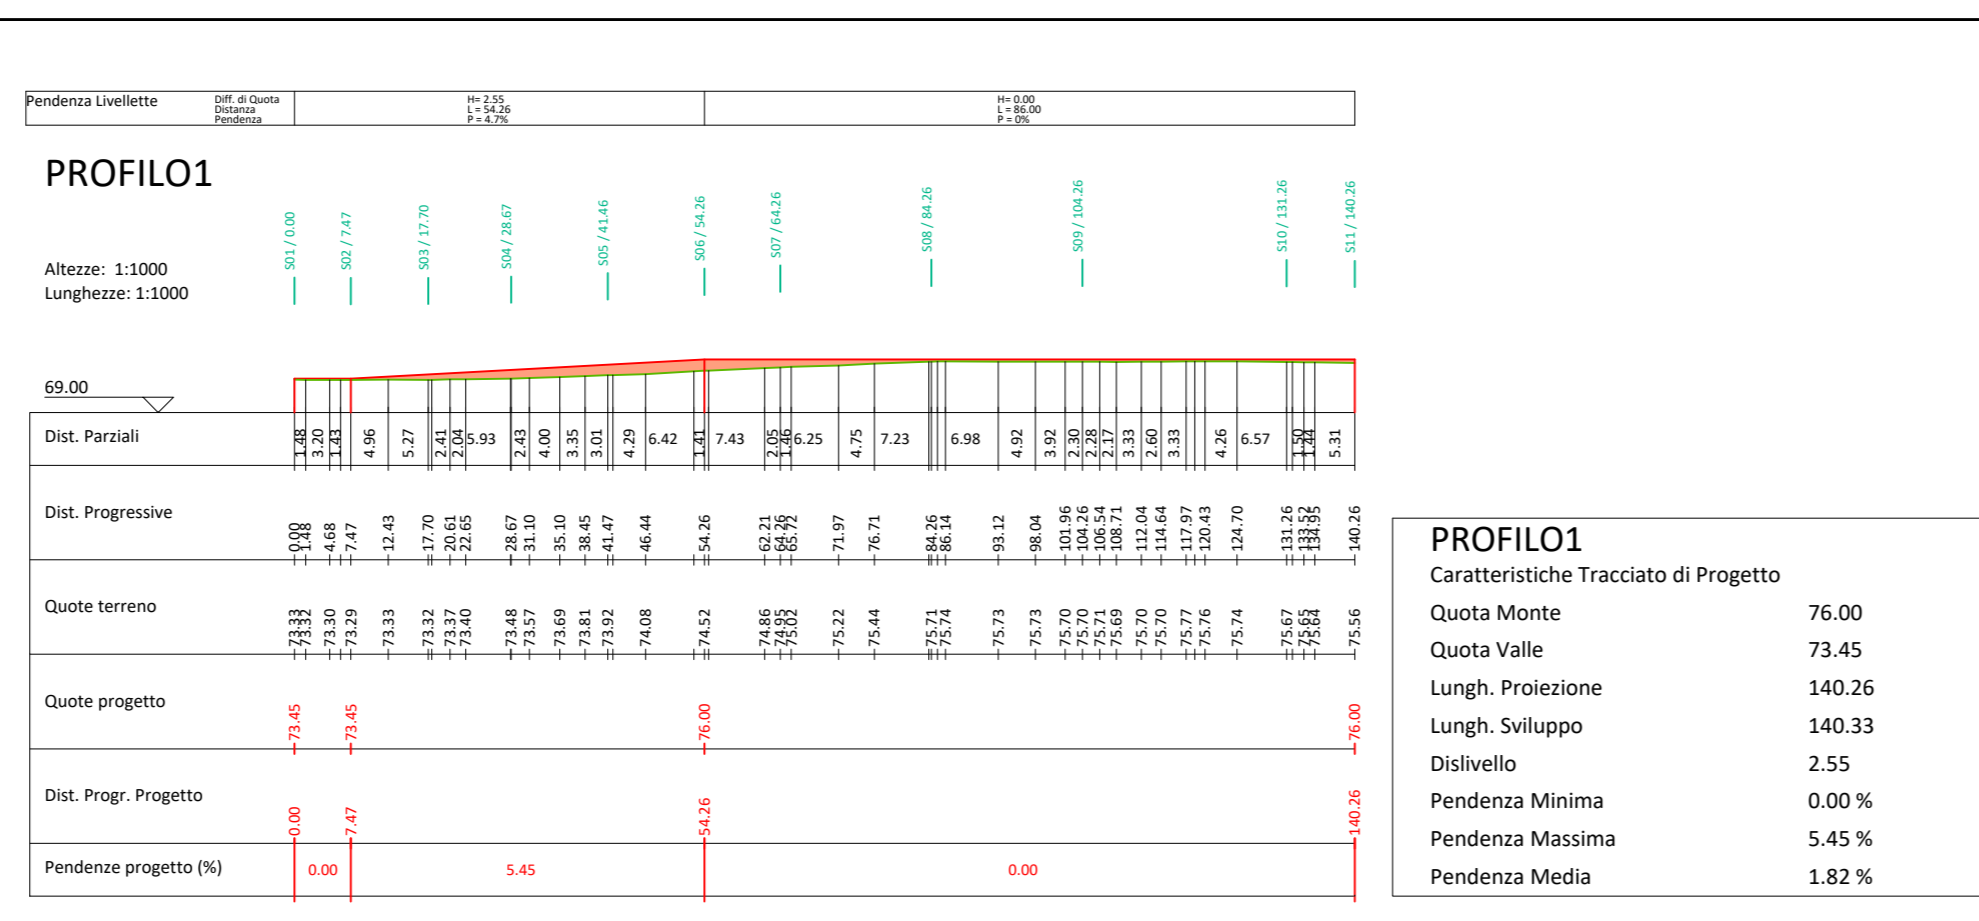 Pendenza Livellette
Diff. di Quota
Distanza
Pendenza
H= 2.55
L = 54.26
P = 4.7%
H= 0.00
L = 86.00
P = 0%
PROFILO1
Altezze: 1:1000
Lunghezze: 1:1000
S01 / 0.00
S02 / 7.47
S03 / 17.70
S04 / 28.67
S05 / 41.46
S06 / 54.26
S07 / 64.26
S08 / 84.26
S09 / 104.26
S10 / 131.26
S11 / 140.26
69.00
Dist. Parziali
1.48 3.20 1.43 4.96 5.27 2.41 2.04 5.93 2.43 4.00 3.35 3.01 4.29 6.42 1.41 7.43 2.05 1.46 6.25 4.75 7.23 6.98 4.92 3.92 2.30 2.28 2.17 3.33 2.60 3.33 4.26 6.57 1.50 1.44 5.31
Dist. Progressive
0.00 1.48 4.68 7.47 12.43 17.70 20.61 22.65 28.67 31.10 35.10 38.45 41.47 46.44 54.26 62.21 64.26 65.72 71.97 76.71 84.26 86.14 93.12 98.04 101.96 104.26 106.54 108.71 112.04 114.64 117.97 120.43 124.70 131.26 133.52 134.95 140.26
Quote terreno
73.33 73.32 73.30 73.29 73.33 73.32 73.37 73.40 73.48 73.57 73.69 73.81 73.92 74.08 74.52 74.86 74.95 75.02 75.22 75.44 75.71 75.74 75.73 75.73 75.70 75.70 75.71 75.69 75.70 75.70 75.77 75.76 75.74 75.67 75.65 75.64 75.56
Quote progetto
73.45 73.45 76.00 76.00
Dist. Progr. Progetto
0.00 7.47 54.26 140.26
Pendenze progetto (%)
0.00 5.45 0.00
PROFILO1
Caratteristiche Tracciato di Progetto
Quota Monte 76.00
Quota Valle 73.45
Lungh. Proiezione 140.26
Lungh. Sviluppo 140.33
Dislivello 2.55
Pendenza Minima 0.00 %
Pendenza Massima 5.45 %
Pendenza Media 1.82 %